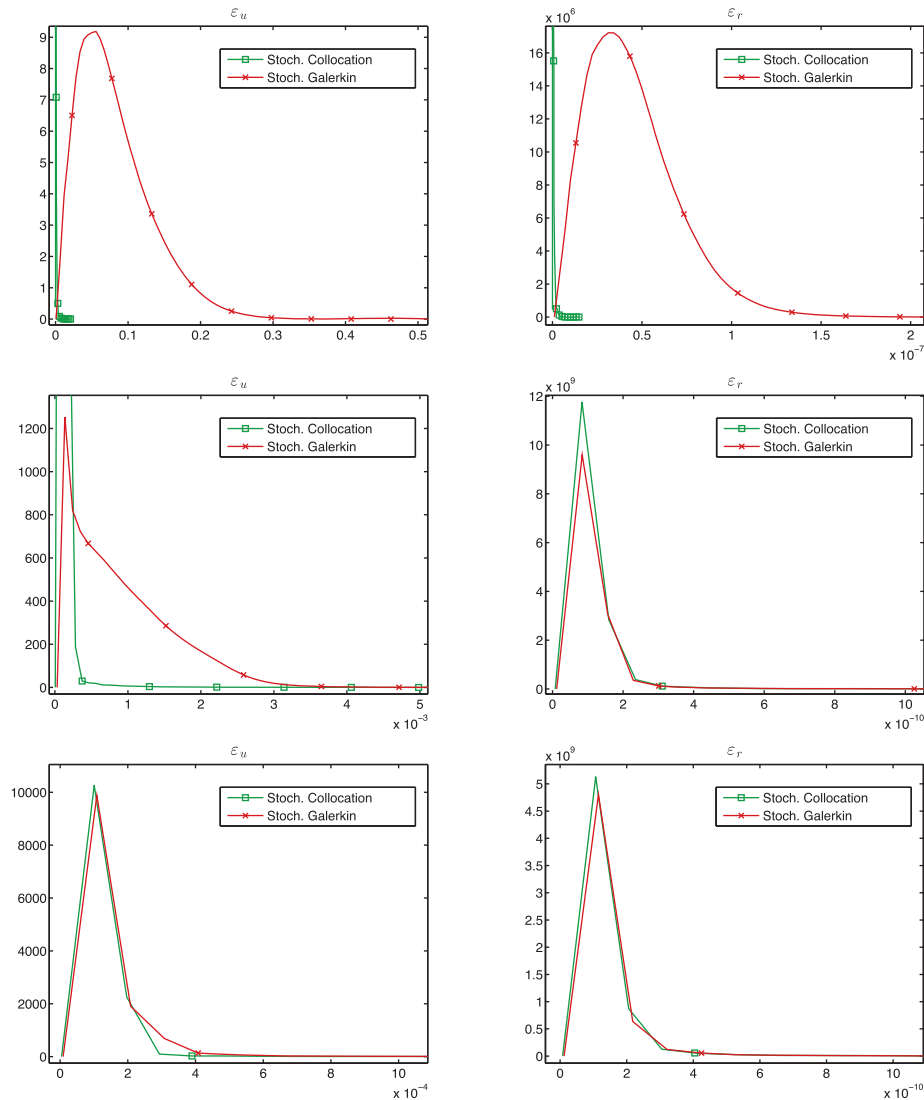 ε_u
9
8
7
6
5
4
3
2
1
0
0 0.1 0.2 0.3 0.4 0.5
Stoch. Collocation
Stoch. Galerkin
ε_r
x 10^6
16
14
12
10
8
6
4
2
0
0 0.5 1 1.5 2
x 10^−7
Stoch. Collocation
Stoch. Galerkin
ε_u
1200
1000
800
600
400
200
0
0 1 2 3 4 5
x 10^−3
Stoch. Collocation
Stoch. Galerkin
ε_r
x 10^9
12
10
8
6
4
2
0
0 2 4 6 8 10
x 10^−10
Stoch. Collocation
Stoch. Galerkin
ε_u
10000
8000
6000
4000
2000
0
0 2 4 6 8 10
x 10^−4
Stoch. Collocation
Stoch. Galerkin
ε_r
x 10^9
5
4.5
4
3.5
3
2.5
2
1.5
1
0.5
0
0 2 4 6 8 10
x 10^−10
Stoch. Collocation
Stoch. Galerkin